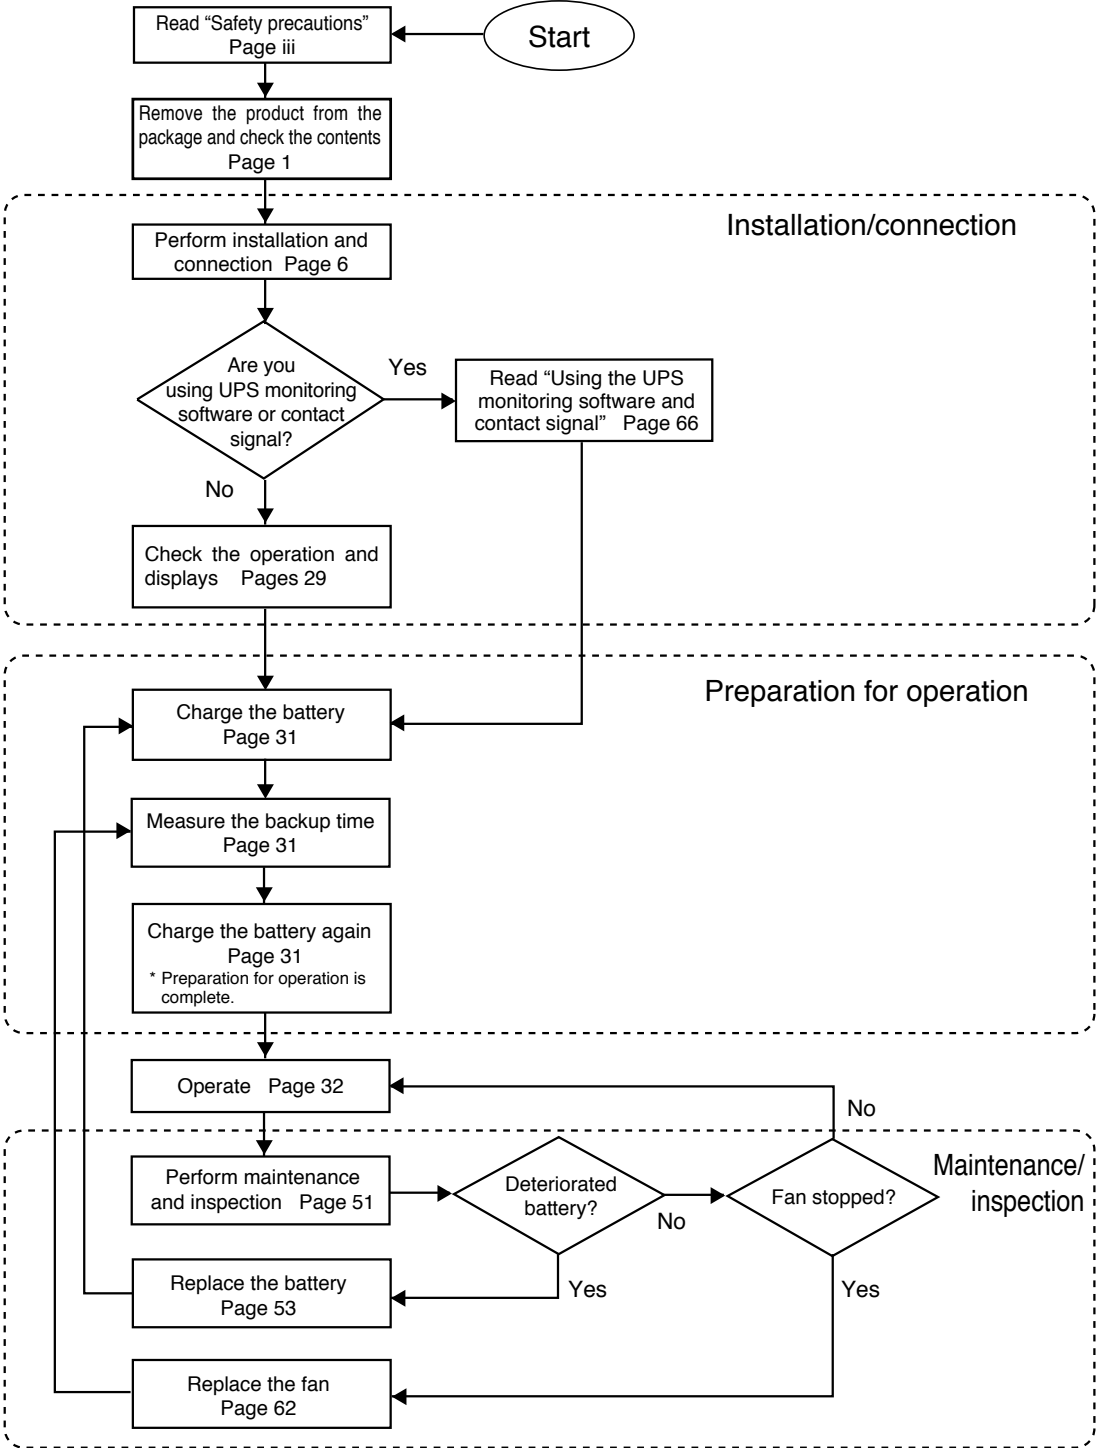 Start
Read “Safety precautions”
Page iii
Remove the product from the
package and check the contents
Page 1
Installation/connection
Perform installation and
connection Page 6
Are you
using UPS monitoring
software or contact
signal?
Yes
Read “Using the UPS
monitoring software and
contact signal” Page 66
No
Check the operation and
displays Pages 29
Preparation for operation
Charge the battery
Page 31
Measure the backup time
Page 31
Charge the battery again
Page 31
* Preparation for operation is
complete.
Operate Page 32
No
Maintenance/
inspection
Perform maintenance
and inspection Page 51
Deteriorated
battery?
No
Fan stopped?
Yes
Yes
Replace the battery
Page 53
Replace the fan
Page 62